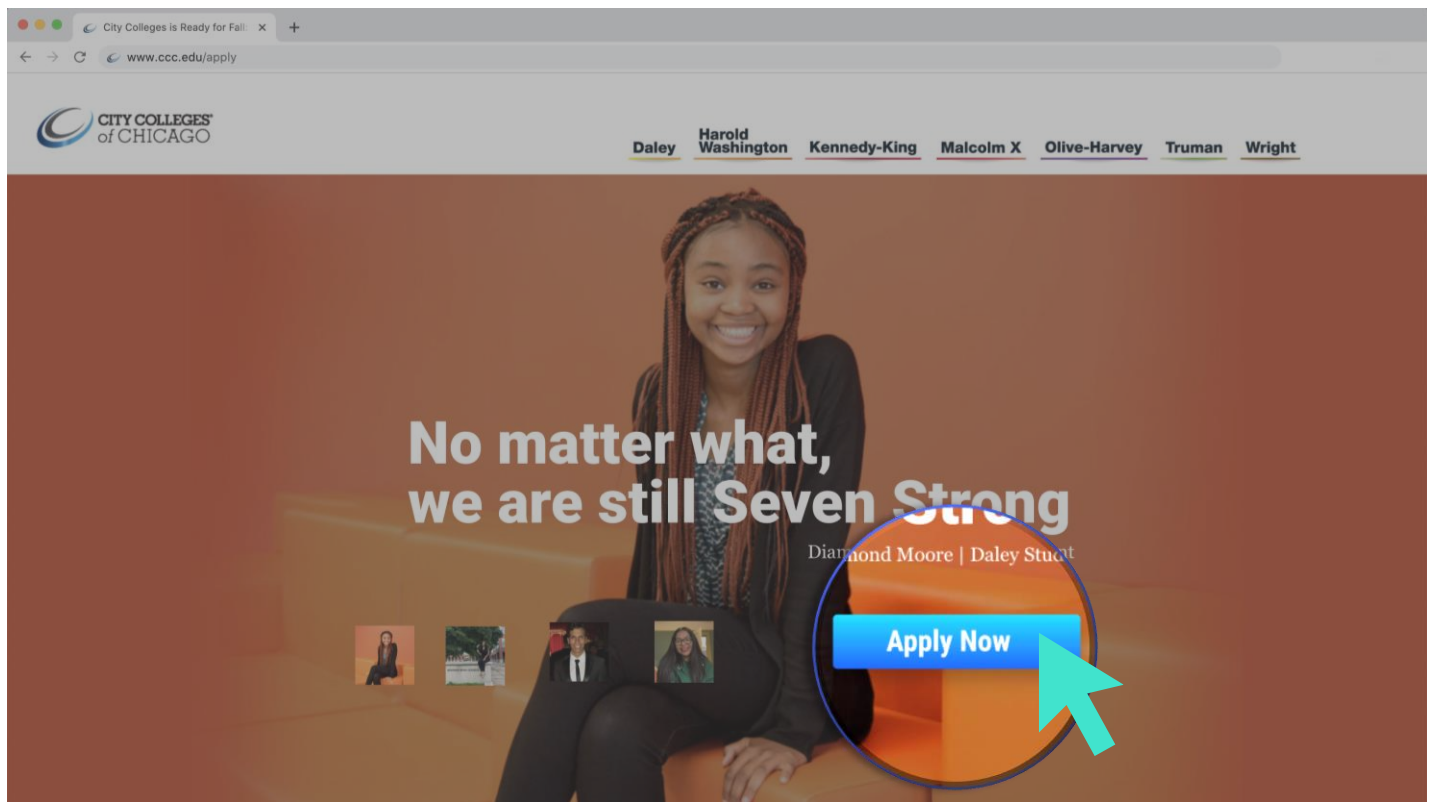 City Colleges is Ready for Fall
www.ccc.edu/apply
CITY COLLEGES®
of CHICAGO
Daley
Harold
Washington
Kennedy-King
Malcolm X
Olive-Harvey
Truman
Wright
No matter what,
we are still Seven Strong
Diamond Moore | Daley Student
Apply Now